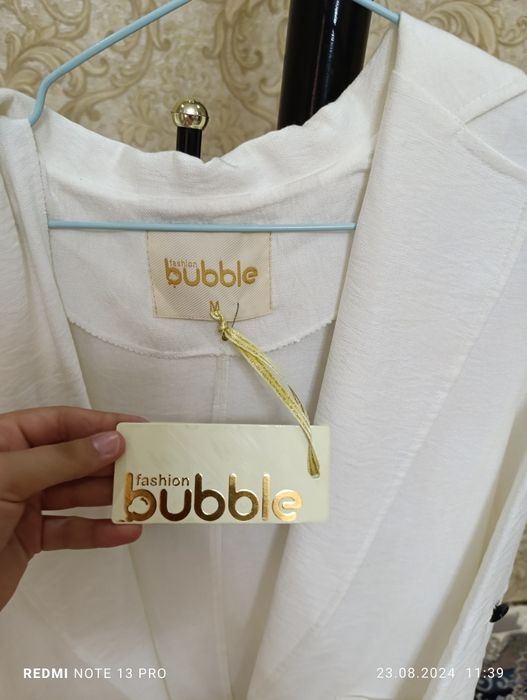 fashion
bubble
M
fashion
bubble
REDMI NOTE 13 PRO
23.08.2024 11:39